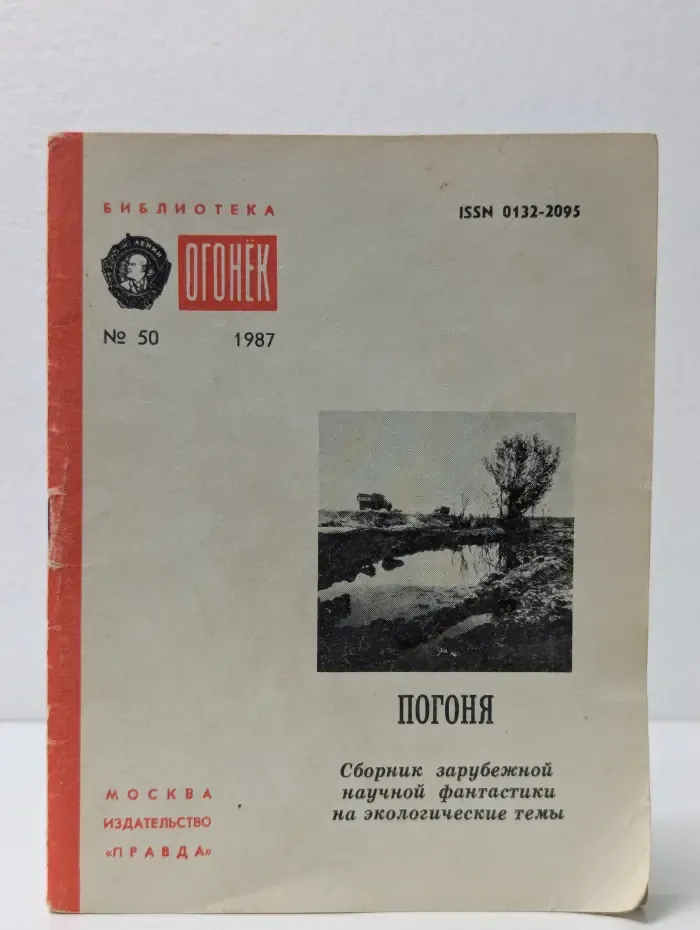 БИБЛИОТЕКА
ISSN 0132-2095
ЛЕНИН
ОГОНЁК
№ 50 1987
ПОГОНЯ
Сборник зарубежной
научной фантастики
на экологические темы
МОСКВА
ИЗДАТЕЛЬСТВО
«ПРАВДА»